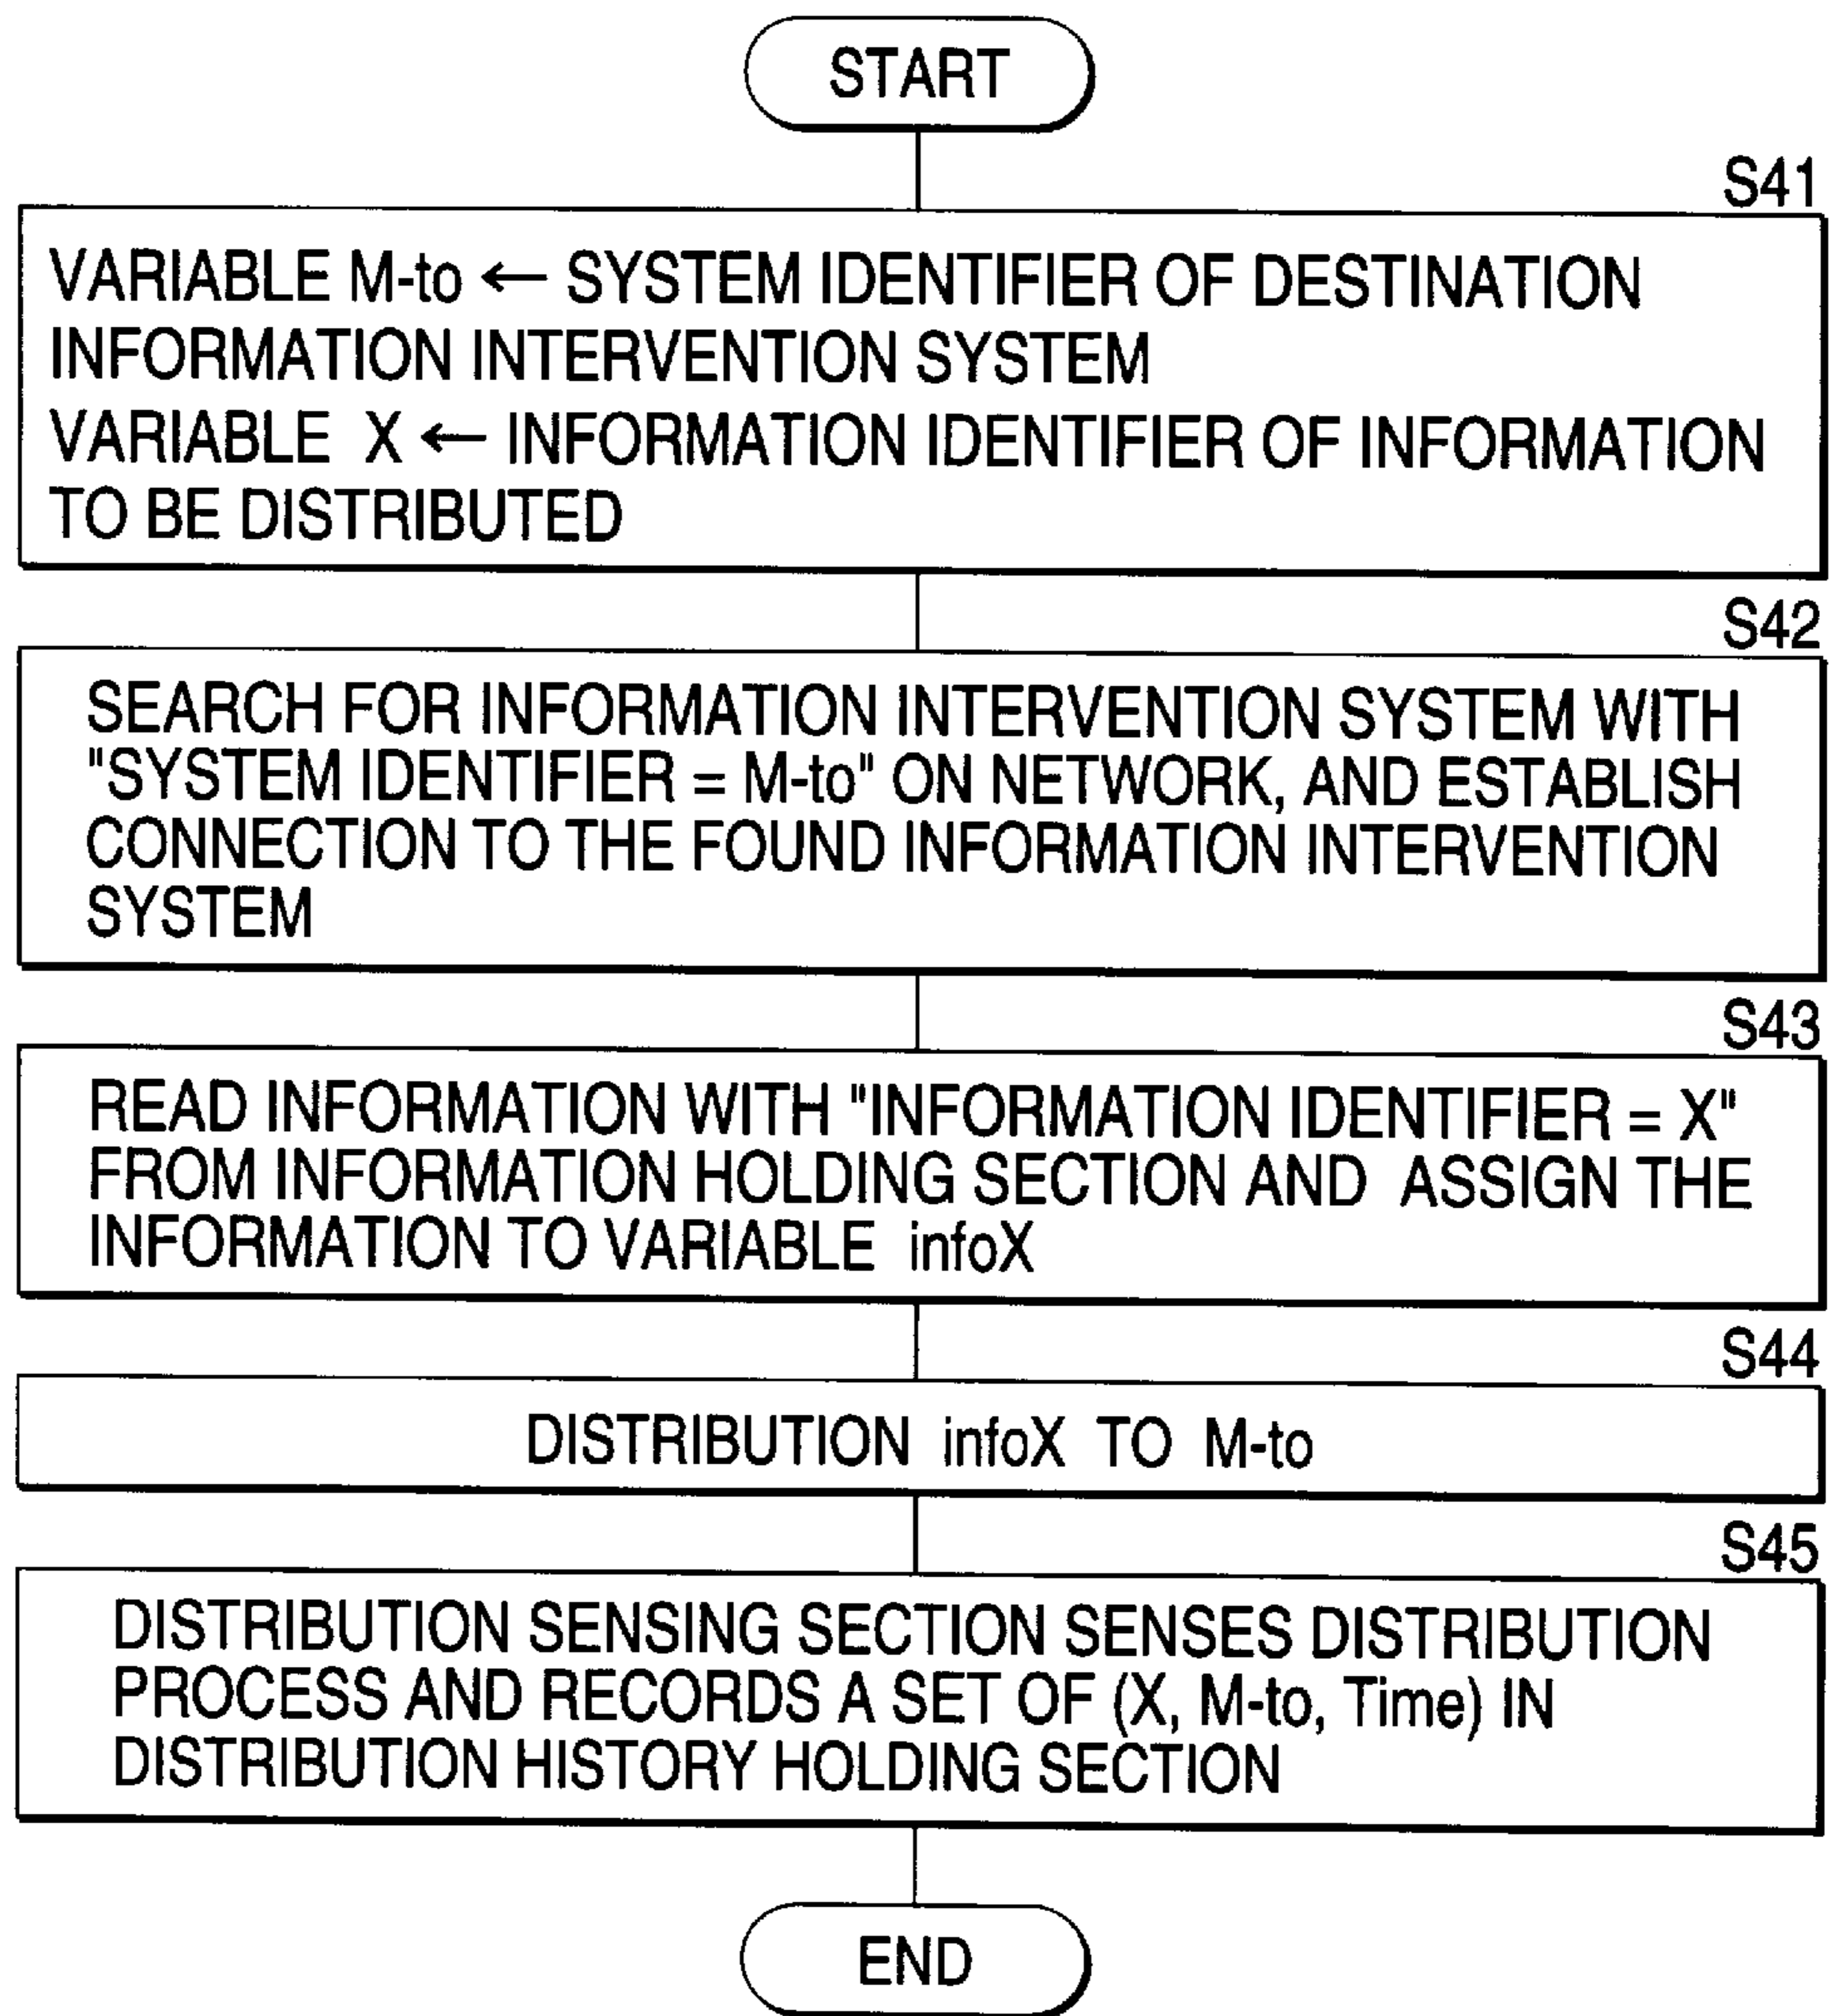 START
S41
VARIABLE M-to ← SYSTEM IDENTIFIER OF DESTINATION
INFORMATION INTERVENTION SYSTEM
VARIABLE X ← INFORMATION IDENTIFIER OF INFORMATION
TO BE DISTRIBUTED
S42
SEARCH FOR INFORMATION INTERVENTION SYSTEM WITH
"SYSTEM IDENTIFIER = M-to" ON NETWORK, AND ESTABLISH
CONNECTION TO THE FOUND INFORMATION INTERVENTION
SYSTEM
S43
READ INFORMATION WITH "INFORMATION IDENTIFIER = X"
FROM INFORMATION HOLDING SECTION AND ASSIGN THE
INFORMATION TO VARIABLE infoX
S44
DISTRIBUTION infoX TO M-to
S45
DISTRIBUTION SENSING SECTION SENSES DISTRIBUTION
PROCESS AND RECORDS A SET OF (X, M-to, Time) IN
DISTRIBUTION HISTORY HOLDING SECTION
END